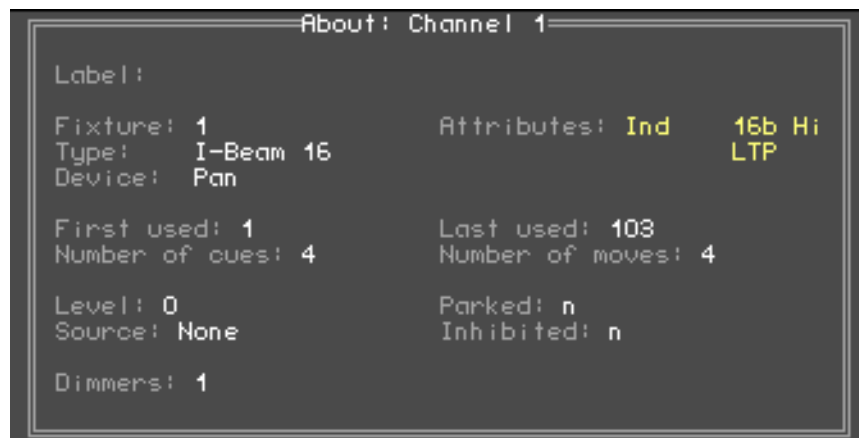 About: Channel 1
Label:
Fixture: 1 Attributes: Ind 16b Hi
Type: I-Beam 16 LTP
Device: Pan
First used: 1 Last used: 103
Number of cues: 4 Number of moves: 4
Level: 0 Parked: n
Source: None Inhibited: n
Dimmers: 1